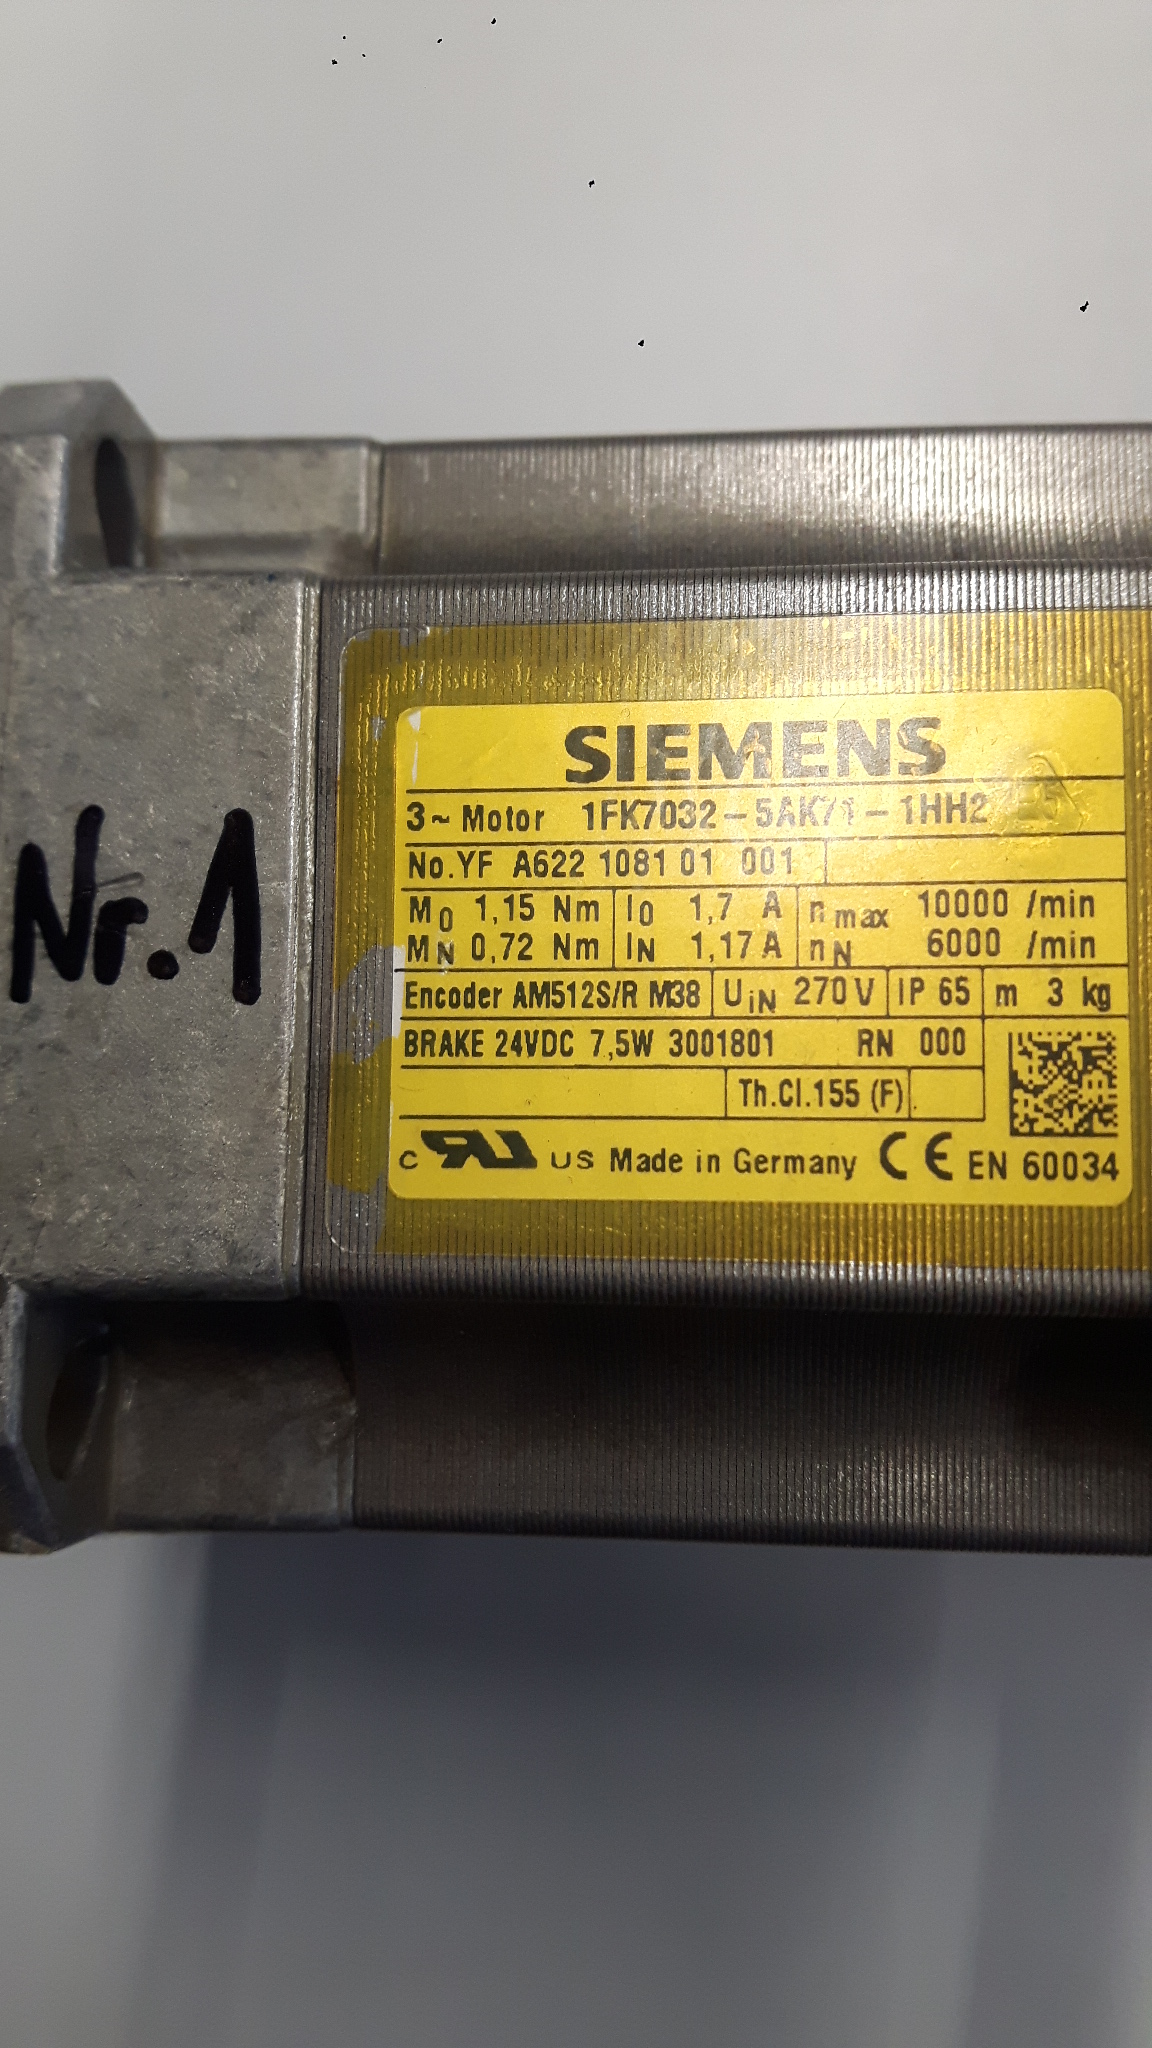 Nr.1
SIEMENS
3~ Motor 1FK7032-5AK71-1HH2
No.YF A622 1081 01 001
M0 1,15 Nm I0 1,7 A nmax 10000 /min
MN 0,72 Nm IN 1,17 A nN 6000 /min
Encoder AM512S/R M38 UiN 270 V IP 65 m 3 kg
BRAKE 24VDC 7,5W 3001801 RN 000
Th.Cl.155 (F)
c RU US Made in Germany CE EN 60034